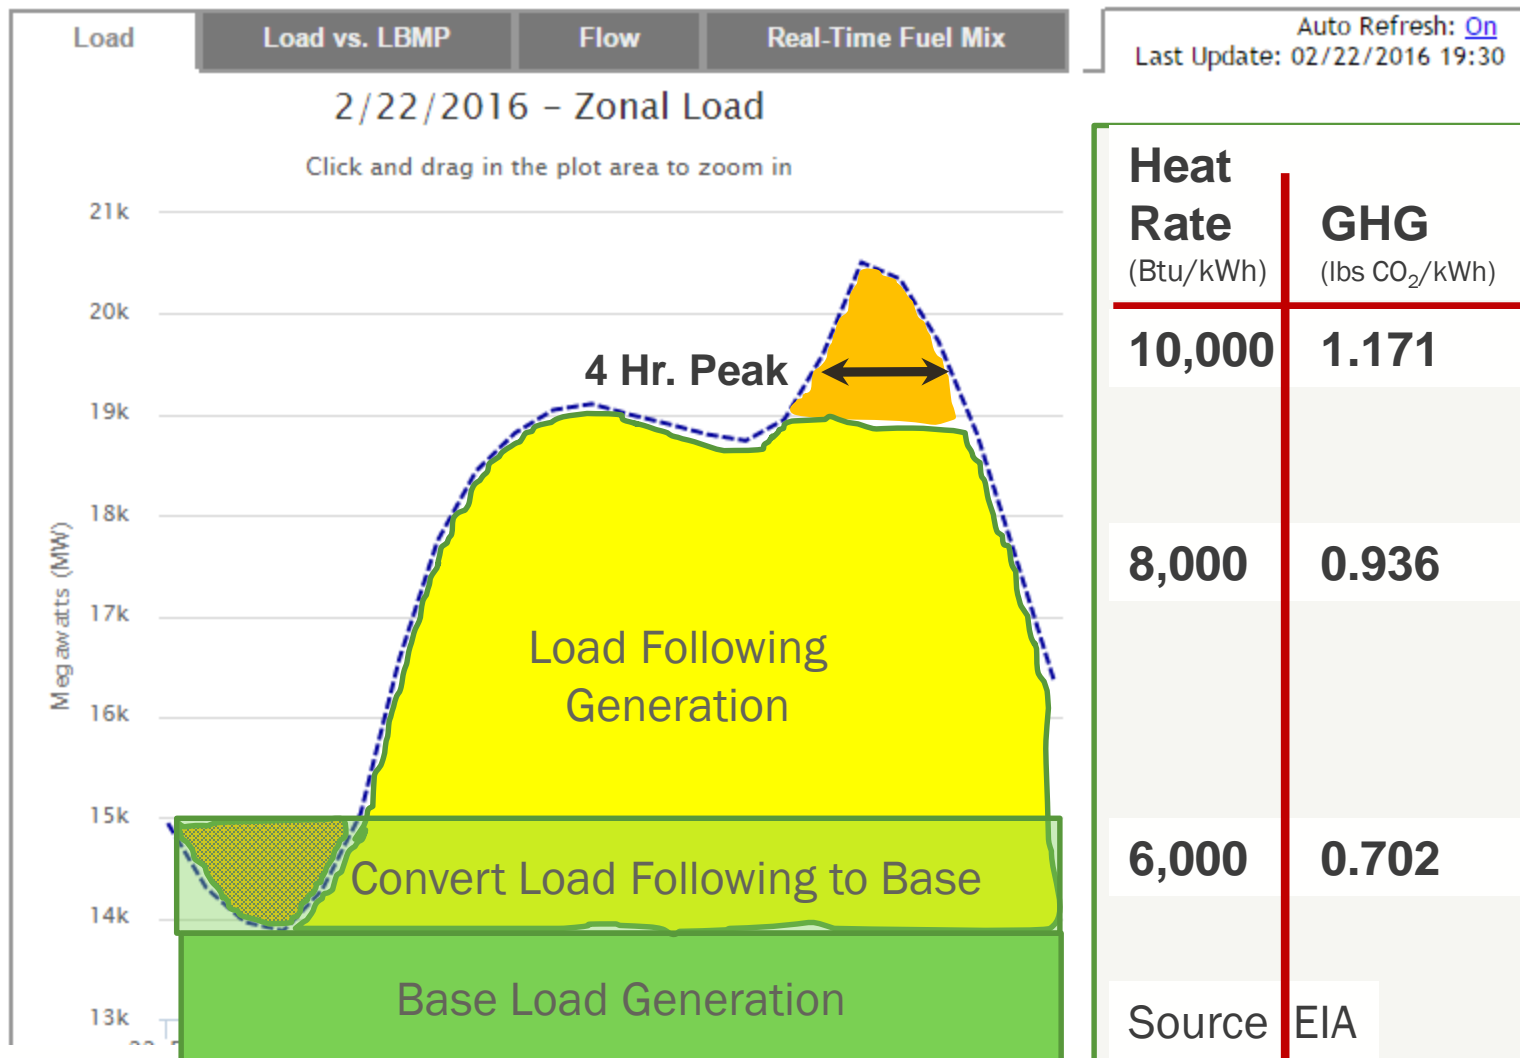 Load
Load vs. LBMP
Flow
Real-Time Fuel Mix
Auto Refresh: On
Last Update: 02/22/2016 19:30
2/22/2016 – Zonal Load
Click and drag in the plot area to zoom in
Megawatts (MW)
21k
20k
19k
18k
17k
16k
15k
14k
13k
4 Hr. Peak
Load Following
Generation
Convert Load Following to Base
Base Load Generation
Heat
Rate
(Btu/kWh)
GHG
(lbs CO₂/kWh)
10,000 1.171
8,000 0.936
6,000 0.702
Source EIA